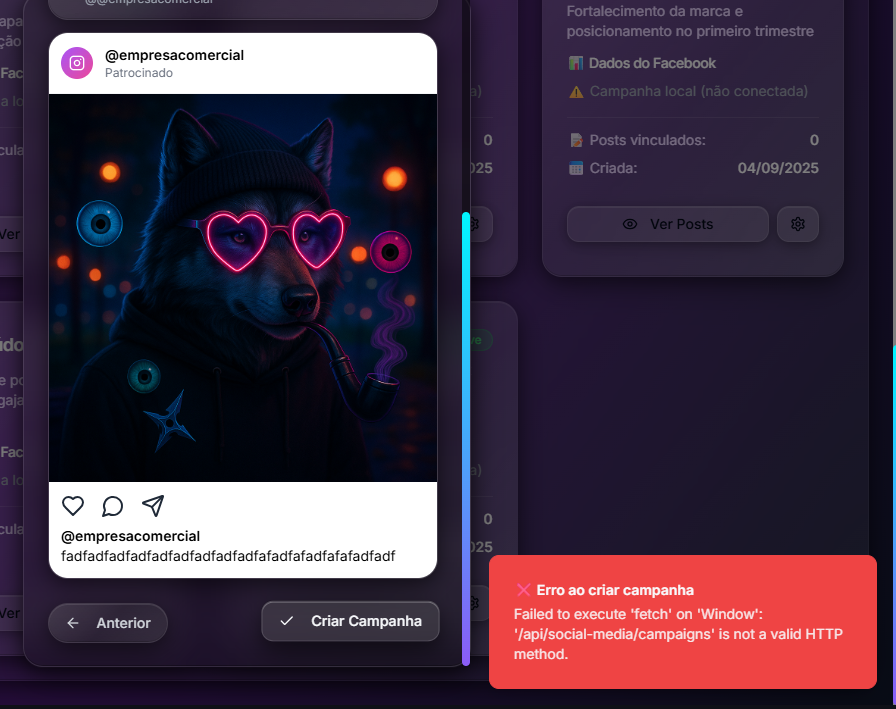 @@empresacomercial
@empresacomercial
Patrocinado
@empresacomercial
fadfadfadfadfadfadfadfadfadfafadfafadfafafadfadf
Anterior
Criar Campanha
Fortalecimento da marca e
posicionamento no primeiro trimestre
Dados do Facebook
Campanha local (não conectada)
Posts vinculados: 0
Criada: 04/09/2025
Ver Posts
Erro ao criar campanha
Failed to execute 'fetch' on 'Window':
'/api/social-media/campaigns' is not a valid HTTP
method.